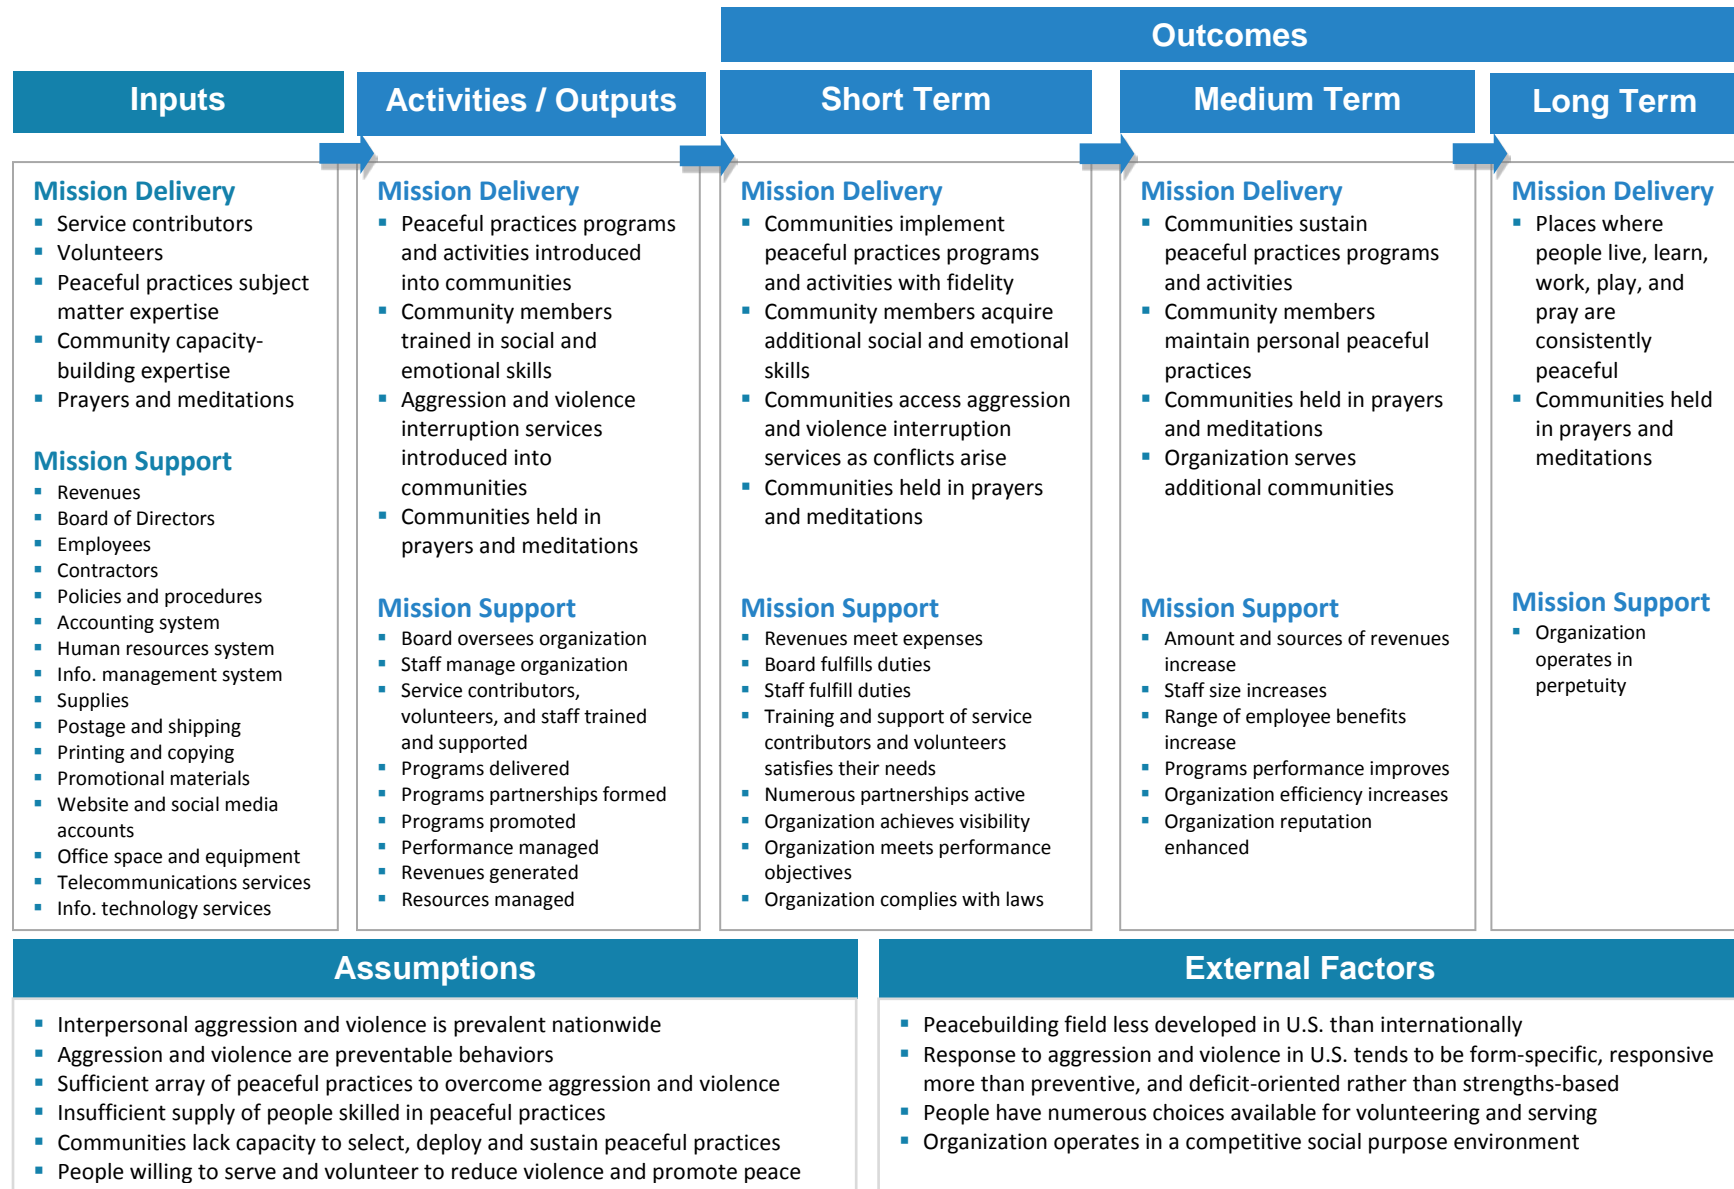 Outcomes
Inputs
Activities / Outputs
Short Term
Medium Term
Long Term
Mission Delivery
▪ Service contributors
▪ Volunteers
▪ Peaceful practices subject
matter expertise
▪ Community capacity-
building expertise
▪ Prayers and meditations
Mission Support
▪ Revenues
▪ Board of Directors
▪ Employees
▪ Contractors
▪ Policies and procedures
▪ Accounting system
▪ Human resources system
▪ Info. management system
▪ Supplies
▪ Postage and shipping
▪ Printing and copying
▪ Promotional materials
▪ Website and social media
accounts
▪ Office space and equipment
▪ Telecommunications services
▪ Info. technology services
Mission Delivery
▪ Peaceful practices programs
and activities introduced
into communities
▪ Community members
trained in social and
emotional skills
▪ Aggression and violence
interruption services
introduced into
communities
▪ Communities held in
prayers and meditations
Mission Support
▪ Board oversees organization
▪ Staff manage organization
▪ Service contributors,
volunteers, and staff trained
and supported
▪ Programs delivered
▪ Programs partnerships formed
▪ Programs promoted
▪ Performance managed
▪ Revenues generated
▪ Resources managed
Mission Delivery
▪ Communities implement
peaceful practices programs
and activities with fidelity
▪ Community members acquire
additional social and emotional
skills
▪ Communities access aggression
and violence interruption
services as conflicts arise
▪ Communities held in prayers
and meditations
Mission Support
▪ Revenues meet expenses
▪ Board fulfills duties
▪ Staff fulfill duties
▪ Training and support of service
contributors and volunteers
satisfies their needs
▪ Numerous partnerships active
▪ Organization achieves visibility
▪ Organization meets performance
objectives
▪ Organization complies with laws
Mission Delivery
▪ Communities sustain
peaceful practices programs
and activities
▪ Community members
maintain personal peaceful
practices
▪ Communities held in prayers
and meditations
▪ Organization serves
additional communities
Mission Support
▪ Amount and sources of revenues
increase
▪ Staff size increases
▪ Range of employee benefits
increase
▪ Programs performance improves
▪ Organization efficiency increases
▪ Organization reputation
enhanced
Mission Delivery
▪ Places where
people live, learn,
work, play, and
pray are
consistently
peaceful
▪ Communities held
in prayers and
meditations
Mission Support
▪ Organization
operates in
perpetuity
Assumptions
▪ Interpersonal aggression and violence is prevalent nationwide
▪ Aggression and violence are preventable behaviors
▪ Sufficient array of peaceful practices to overcome aggression and violence
▪ Insufficient supply of people skilled in peaceful practices
▪ Communities lack capacity to select, deploy and sustain peaceful practices
▪ People willing to serve and volunteer to reduce violence and promote peace
External Factors
▪ Peacebuilding field less developed in U.S. than internationally
▪ Response to aggression and violence in U.S. tends to be form-specific, responsive
more than preventive, and deficit-oriented rather than strengths-based
▪ People have numerous choices available for volunteering and serving
▪ Organization operates in a competitive social purpose environment